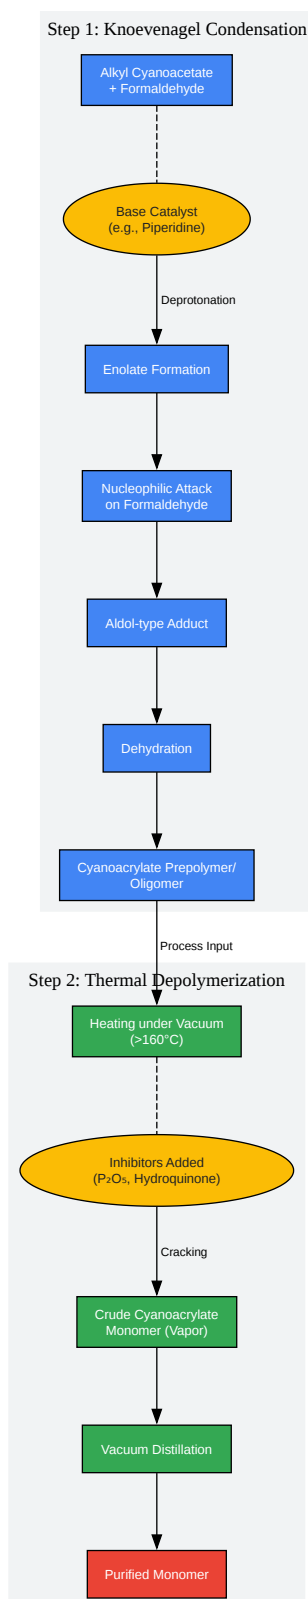 Step 1: Knoevenagel Condensation
Alkyl Cyanoacetate
+ Formaldehyde
Base Catalyst
(e.g., Piperidine)
Deprotonation
Enolate Formation
Nucleophilic Attack
on Formaldehyde
Aldol-type Adduct
Dehydration
Cyanoacrylate Prepolymer/
Oligomer
Process Input
Step 2: Thermal Depolymerization
Heating under Vacuum
(>160°C)
Inhibitors Added
(P₂O₅, Hydroquinone)
Cracking
Crude Cyanoacrylate
Monomer (Vapor)
Vacuum Distillation
Purified Monomer